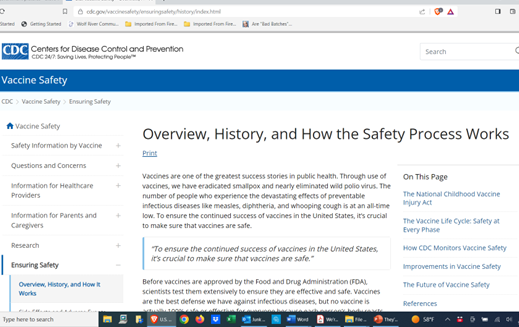 cdc.gov/vaccinesafety/ensuringsafety/history/index.html
Started Getting Started Wolf River Commu... Imported From Fire... Imported From Fire... Are "Bad Batches"...
CDC Centers for Disease Control and Prevention
CDC 24/7: Saving Lives, Protecting People™
Search
Vaccine Safety
CDC > Vaccine Safety > Ensuring Safety
Vaccine Safety
Safety Information by Vaccine +
Questions and Concerns +
Information for Healthcare Providers +
Information for Parents and Caregivers +
Research +
Ensuring Safety −
Overview, History, and How It Works
Overview, History, and How the Safety Process Works
Print
Vaccines are one of the greatest success stories in public health. Through use of
vaccines, we have eradicated smallpox and nearly eliminated wild polio virus. The
number of people who experience the devastating effects of preventable
infectious diseases like measles, diphtheria, and whooping cough is at an all-time
low. To ensure the continued success of vaccines in the United States, it's crucial
to make sure that vaccines are safe.
"To ensure the continued success of vaccines in the United States,
it's crucial to make sure that vaccines are safe."
Before vaccines are approved by the Food and Drug Administration (FDA),
scientists test them extensively to ensure they are effective and safe. Vaccines
are the best defense we have against infectious diseases, but no vaccine is
On This Page
The National Childhood Vaccine
Injury Act
The Vaccine Life Cycle: Safety at
Every Phase
How CDC Monitors Vaccine Safety
Improvements in Vaccine Safety
The Future of Vaccine Safety
References
Type here to search
58°F